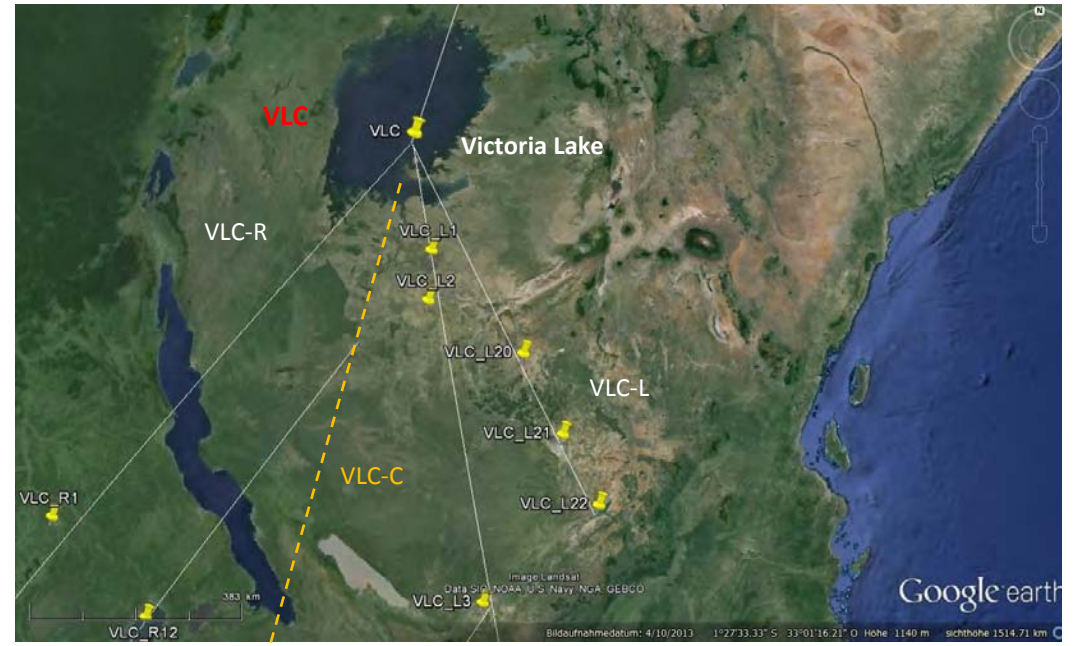 N
VLC
VLC
Victoria Lake
VLC-R
VLC_L1
VLC_L2
VLC_L20
VLC-L
VLC_L21
VLC-C
VLC_R1
VLC_L22
Image Landsat
Data SIO, NOAA, U.S. Navy, NGA, GEBCO
Google earth
383 km
VLC_L3
VLC_R12
Bildaufnahmedatum: 4/10/2013 1°27'33.33" S 33°01'16.21" O Höhe 1140 m sichthöhe 1514.71 km